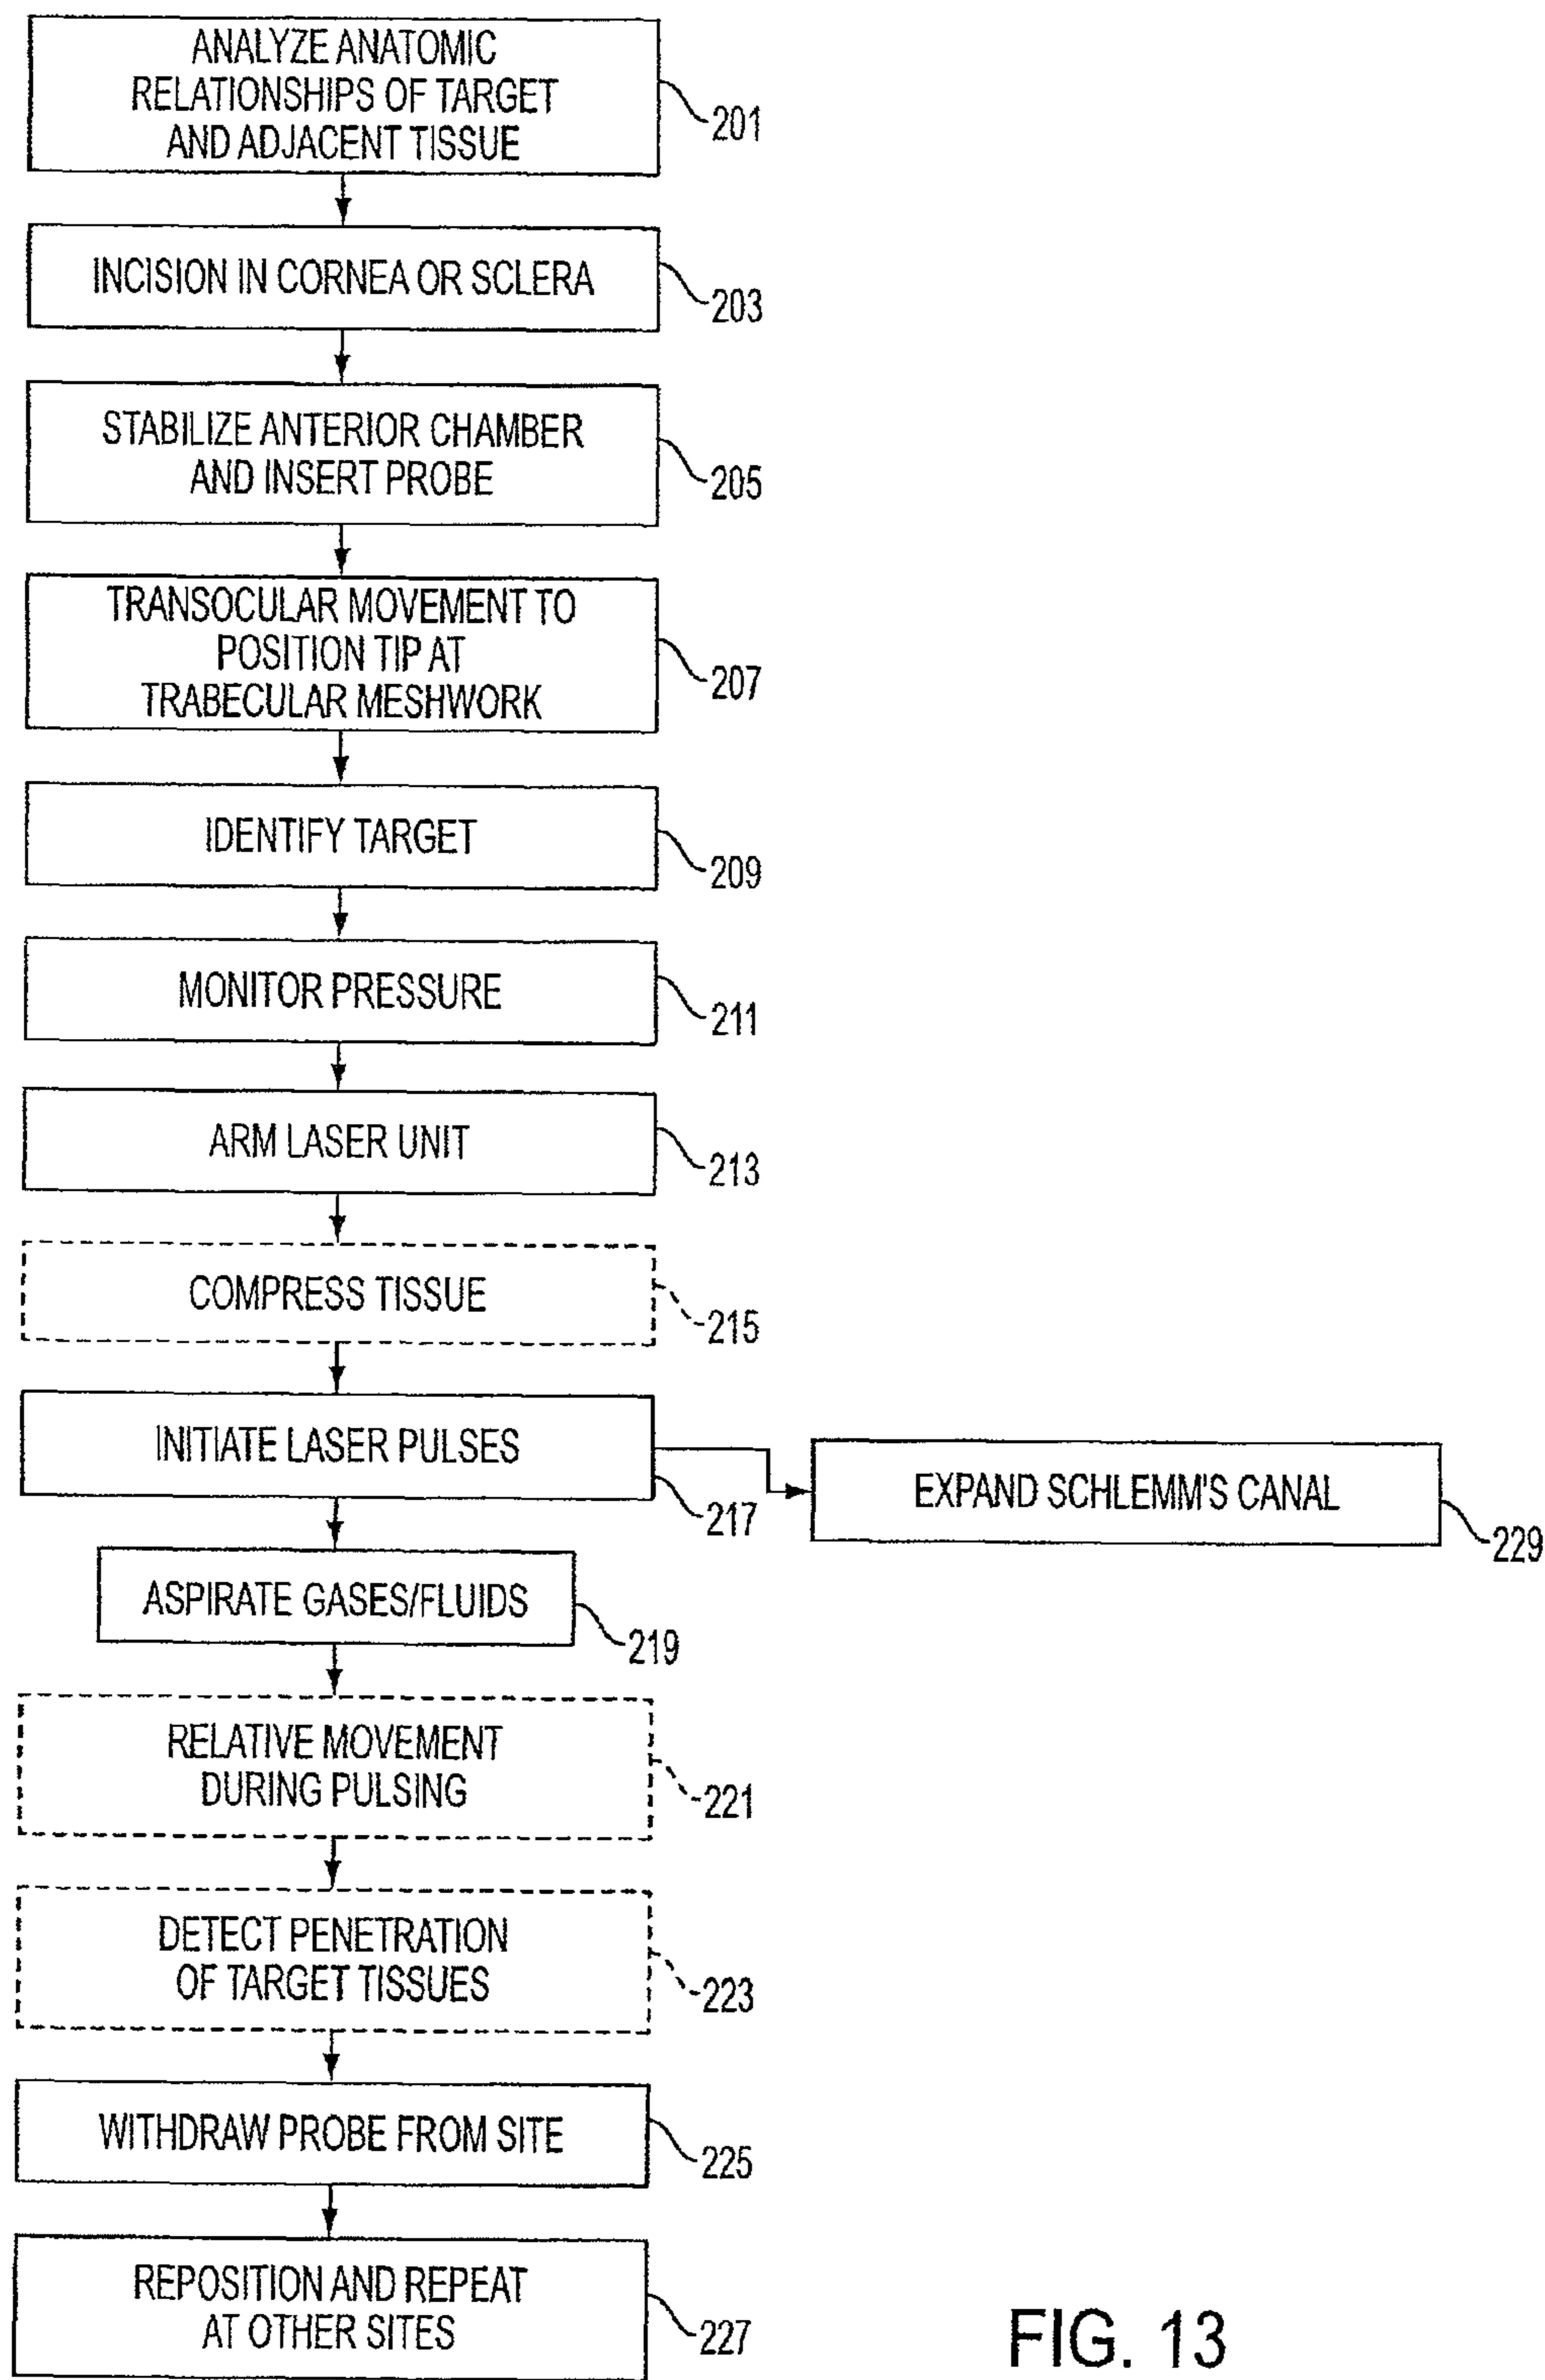 ANALYZE ANATOMIC
RELATIONSHIPS OF TARGET
AND ADJACENT TISSUE
201
INCISION IN CORNEA OR SCLERA
203
STABILIZE ANTERIOR CHAMBER
AND INSERT PROBE
205
TRANSOCULAR MOVEMENT TO
POSITION TIP AT
TRABECULAR MESHWORK
207
IDENTIFY TARGET
209
MONITOR PRESSURE
211
ARM LASER UNIT
213
COMPRESS TISSUE
215
INITIATE LASER PULSES
217
EXPAND SCHLEMM'S CANAL
229
ASPIRATE GASES/FLUIDS
219
RELATIVE MOVEMENT
DURING PULSING
221
DETECT PENETRATION
OF TARGET TISSUES
223
WITHDRAW PROBE FROM SITE
225
REPOSITION AND REPEAT
AT OTHER SITES
227
FIG. 13